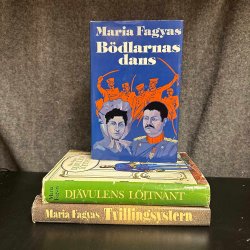 Maria Fagyas
Bödlarnas
dans
DJÄVULENS LÖJTNANT
Maria Fagyas Tvillingsystern